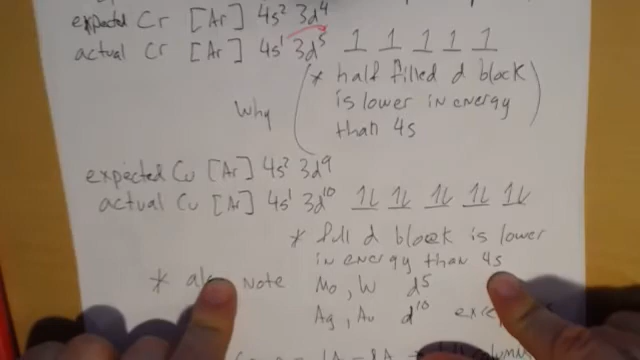 expected Cr [Ar] 4s² 3d⁴
actual Cr [Ar] 4s¹ 3d⁵ 1 1 1 1 1
Why
* half filled d block
is lower in energy
than 4s
expected Cu [Ar] 4s² 3d⁹
actual Cu [Ar] 4s¹ 3d¹⁰ 1L 1L 1L 1L 1L
* full d block is lower
in energy than 4s
* note Mo, W d⁵
Ag, Au d¹⁰